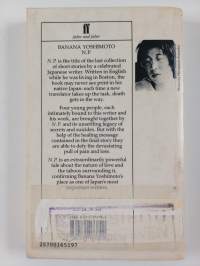 faber and faber
BANANA YOSHIMOTO
N.P.
N.P. is the title of the last collection
of short stories by a celebrated
Japanese writer. Written in English
while he was living in Boston, the
book may never see print in his
native Japan: each time a new
translator takes up the task, death
gets in the way.
Four young people, each
intimately bound to this writer and
his work, are brought together by
N.P. and its unsettling legacy of
secrets and suicides. But with the
help of the healing message
contained in the final story they
are able to defy the devastating
pull of pain and loss.
N.P. is an extraordinarily powerful
tale about the nature of love and
the taboos surrounding it,
confirming Banana Yoshimoto's
place as one of Japan's most
important writers.